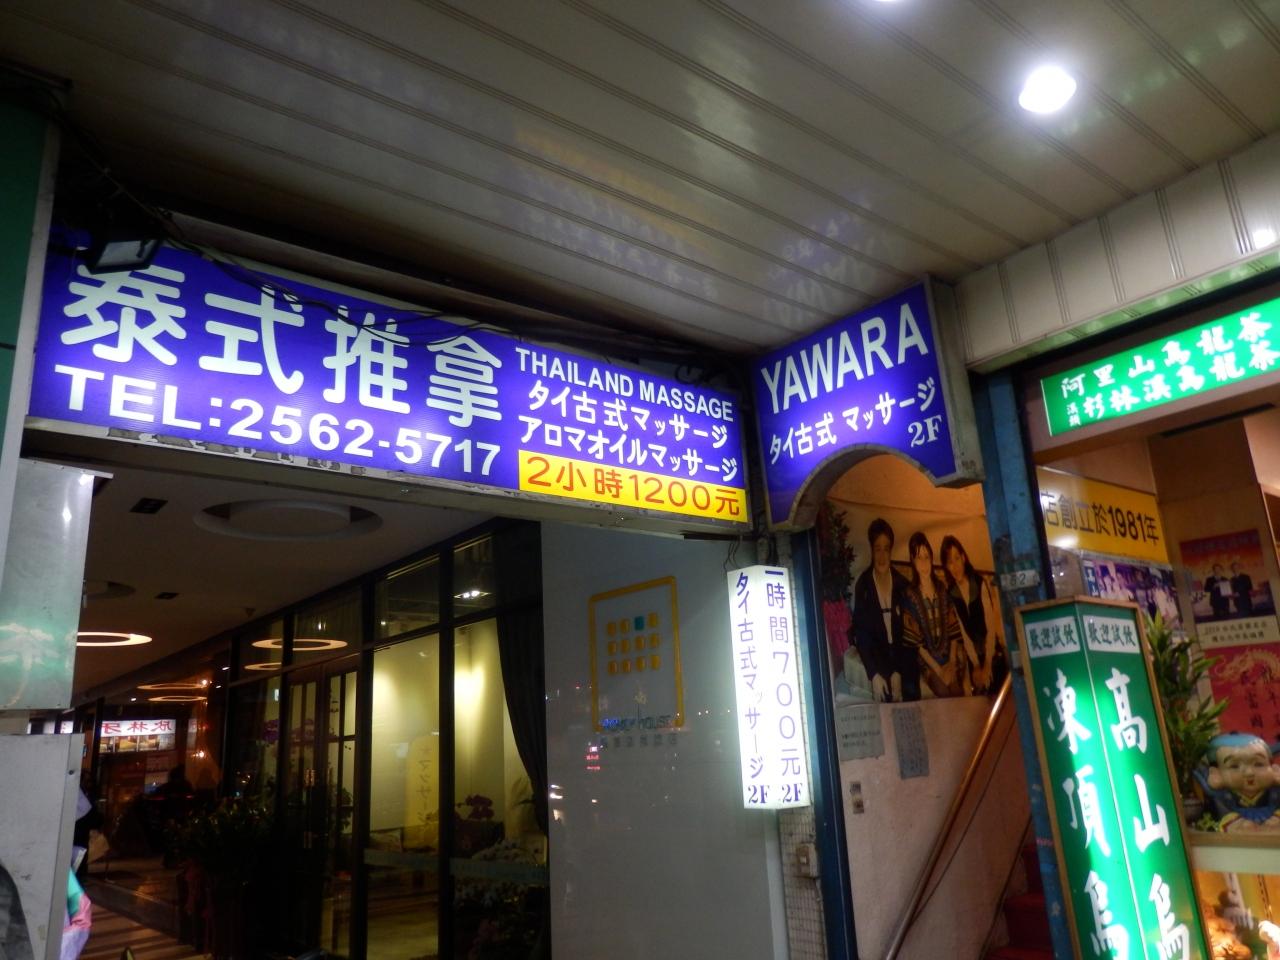 泰式推拿
TEL:2562-5717
THAILAND MASSAGE
タイ古式マッサージ
アロマオイルマッサージ
2小時1200元
YAWARA
タイ古式 マッサージ
2F
タイ古式マッサージ 2F
一時間700元 2F
阿里山烏龍茶
杉林溪烏龍茶
店創立於1981年
歡迎試飲
歡迎試飲
凍頂烏
高山烏